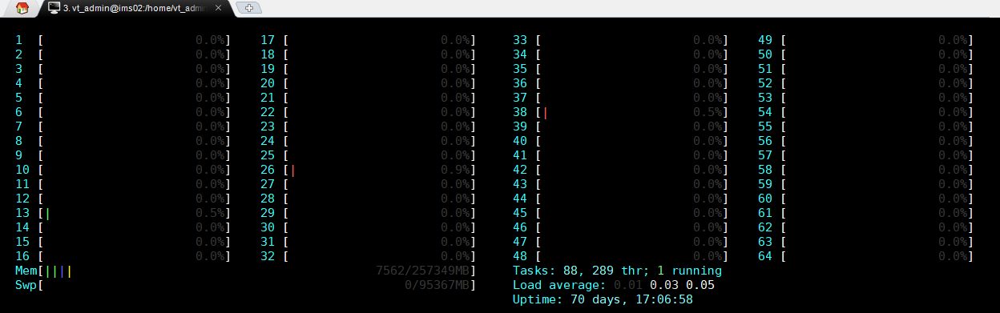 3. vt_admin@ims02:/home/vt_admi
1 [ 0.0%] 17 [ 0.0%] 33 [ 0.0%] 49 [ 0.0%]
2 [ 0.0%] 18 [ 0.0%] 34 [ 0.0%] 50 [ 0.0%]
3 [ 0.0%] 19 [ 0.0%] 35 [ 0.0%] 51 [ 0.0%]
4 [ 0.0%] 20 [ 0.0%] 36 [ 0.0%] 52 [ 0.0%]
5 [ 0.0%] 21 [ 0.0%] 37 [ 0.0%] 53 [ 0.0%]
6 [ 0.0%] 22 [ 0.0%] 38 [| 0.5%] 54 [ 0.0%]
7 [ 0.0%] 23 [ 0.0%] 39 [ 0.0%] 55 [ 0.0%]
8 [ 0.0%] 24 [ 0.0%] 40 [ 0.0%] 56 [ 0.0%]
9 [ 0.0%] 25 [ 0.0%] 41 [ 0.0%] 57 [ 0.0%]
10 [ 0.0%] 26 [| 0.9%] 42 [ 0.0%] 58 [ 0.0%]
11 [ 0.0%] 27 [ 0.0%] 43 [ 0.0%] 59 [ 0.0%]
12 [ 0.0%] 28 [ 0.0%] 44 [ 0.0%] 60 [ 0.0%]
13 [| 0.5%] 29 [ 0.0%] 45 [ 0.0%] 61 [ 0.0%]
14 [ 0.0%] 30 [ 0.0%] 46 [ 0.0%] 62 [ 0.0%]
15 [ 0.0%] 31 [ 0.0%] 47 [ 0.0%] 63 [ 0.0%]
16 [ 0.0%] 32 [ 0.0%] 48 [ 0.0%] 64 [ 0.0%]
Mem[|||| 7562/257349MB] Tasks: 88, 289 thr; 1 running
Swp[ 0/95367MB] Load average: 0.01 0.03 0.05
Uptime: 70 days, 17:06:58